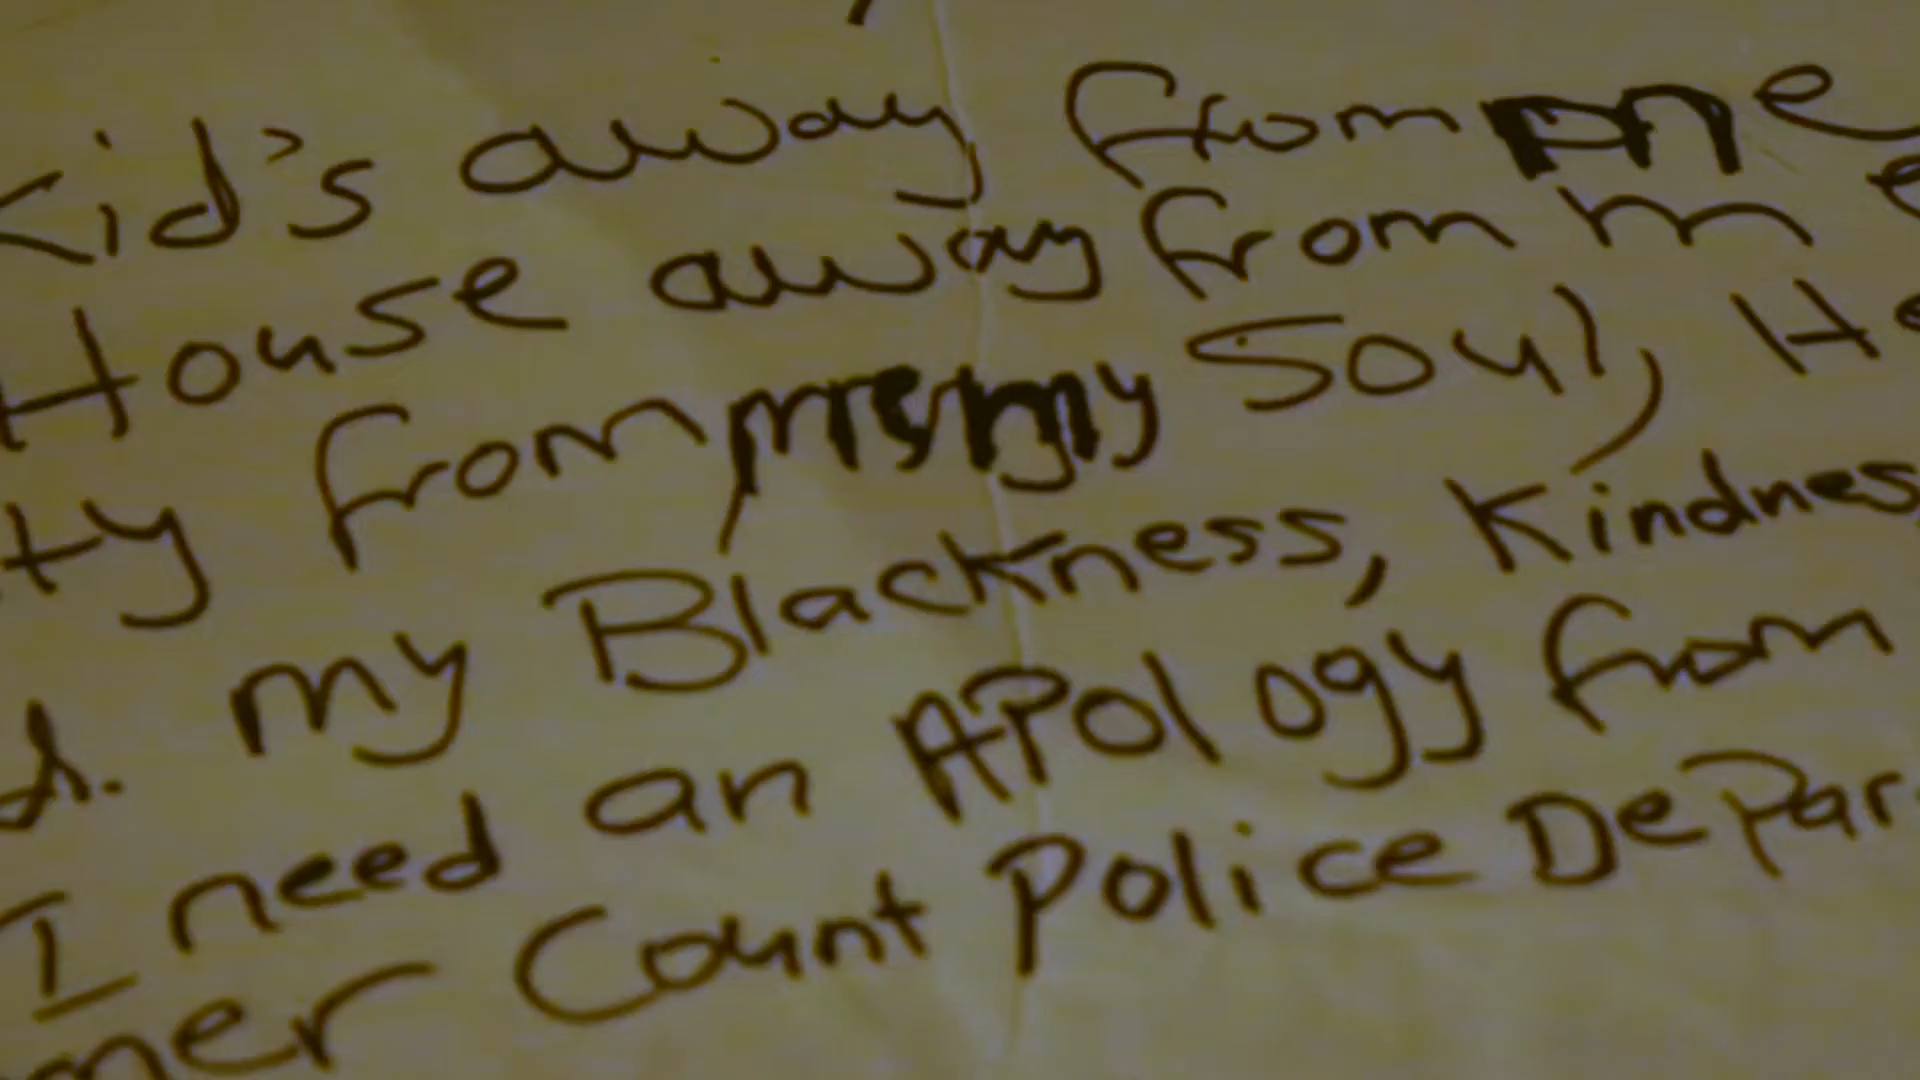 Kid's away from me
House away from m e
ty from my Soul, He
d. my Blackness, Kindnes
I need an APology from
mer Count Police DePar